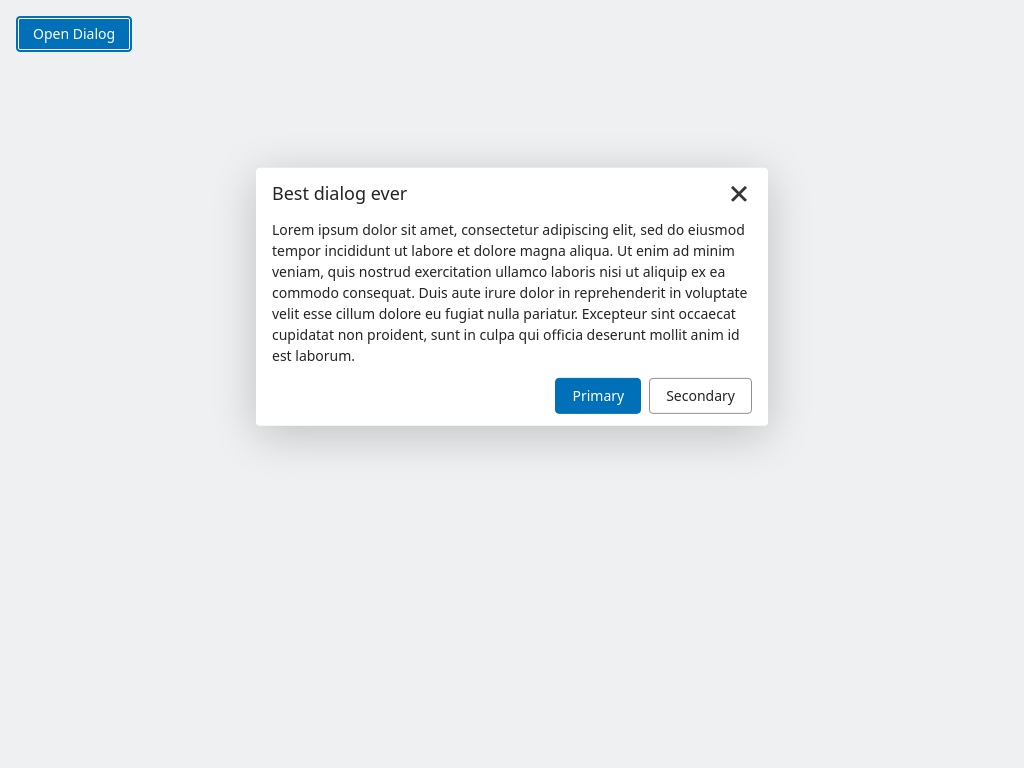 Open Dialog
Best dialog ever
Lorem ipsum dolor sit amet, consectetur adipiscing elit, sed do eiusmod
tempor incididunt ut labore et dolore magna aliqua. Ut enim ad minim
veniam, quis nostrud exercitation ullamco laboris nisi ut aliquip ex ea
commodo consequat. Duis aute irure dolor in reprehenderit in voluptate
velit esse cillum dolore eu fugiat nulla pariatur. Excepteur sint occaecat
cupidatat non proident, sunt in culpa qui officia deserunt mollit anim id
est laborum.
Primary
Secondary